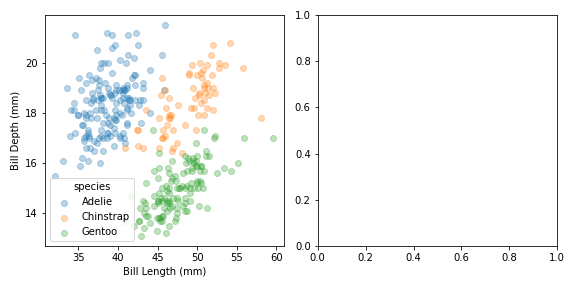 20
18
16
14
Bill Depth (mm)
species
Adelie
Chinstrap
Gentoo
35 40 45 50 55 60
Bill Length (mm)
1.0
0.8
0.6
0.4
0.2
0.0
0.0 0.2 0.4 0.6 0.8 1.0